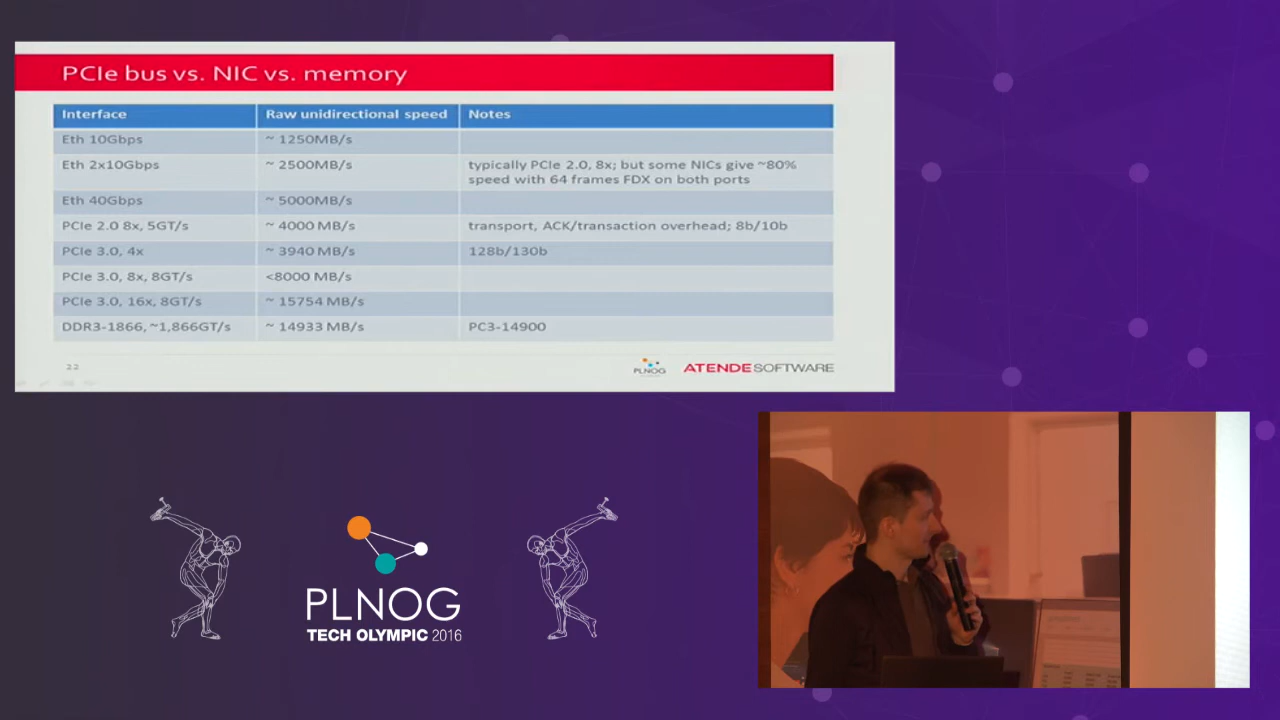 PCIe bus vs. NIC vs. memory
Interface Raw unidirectional speed Notes
Eth 10Gbps ~ 1250MB/s
Eth 2x10Gbps ~ 2500MB/s typically PCIe 2.0, 8x; but some NICs give ~80%
speed with 64 frames FDX on both ports
Eth 40Gbps ~ 5000MB/s
PCIe 2.0 8x, 5GT/s ~ 4000 MB/s transport, ACK/transaction overhead; 8b/10b
PCIe 3.0, 4x ~ 3940 MB/s 128b/130b
PCIe 3.0, 8x, 8GT/s <8000 MB/s
PCIe 3.0, 16x, 8GT/s ~ 15754 MB/s
DDR3-1866, ~1,866GT/s ~ 14933 MB/s PC3-14900
22 PLNOG ATENDESOFTWARE
PLNOG
TECH OLYMPIC 2016